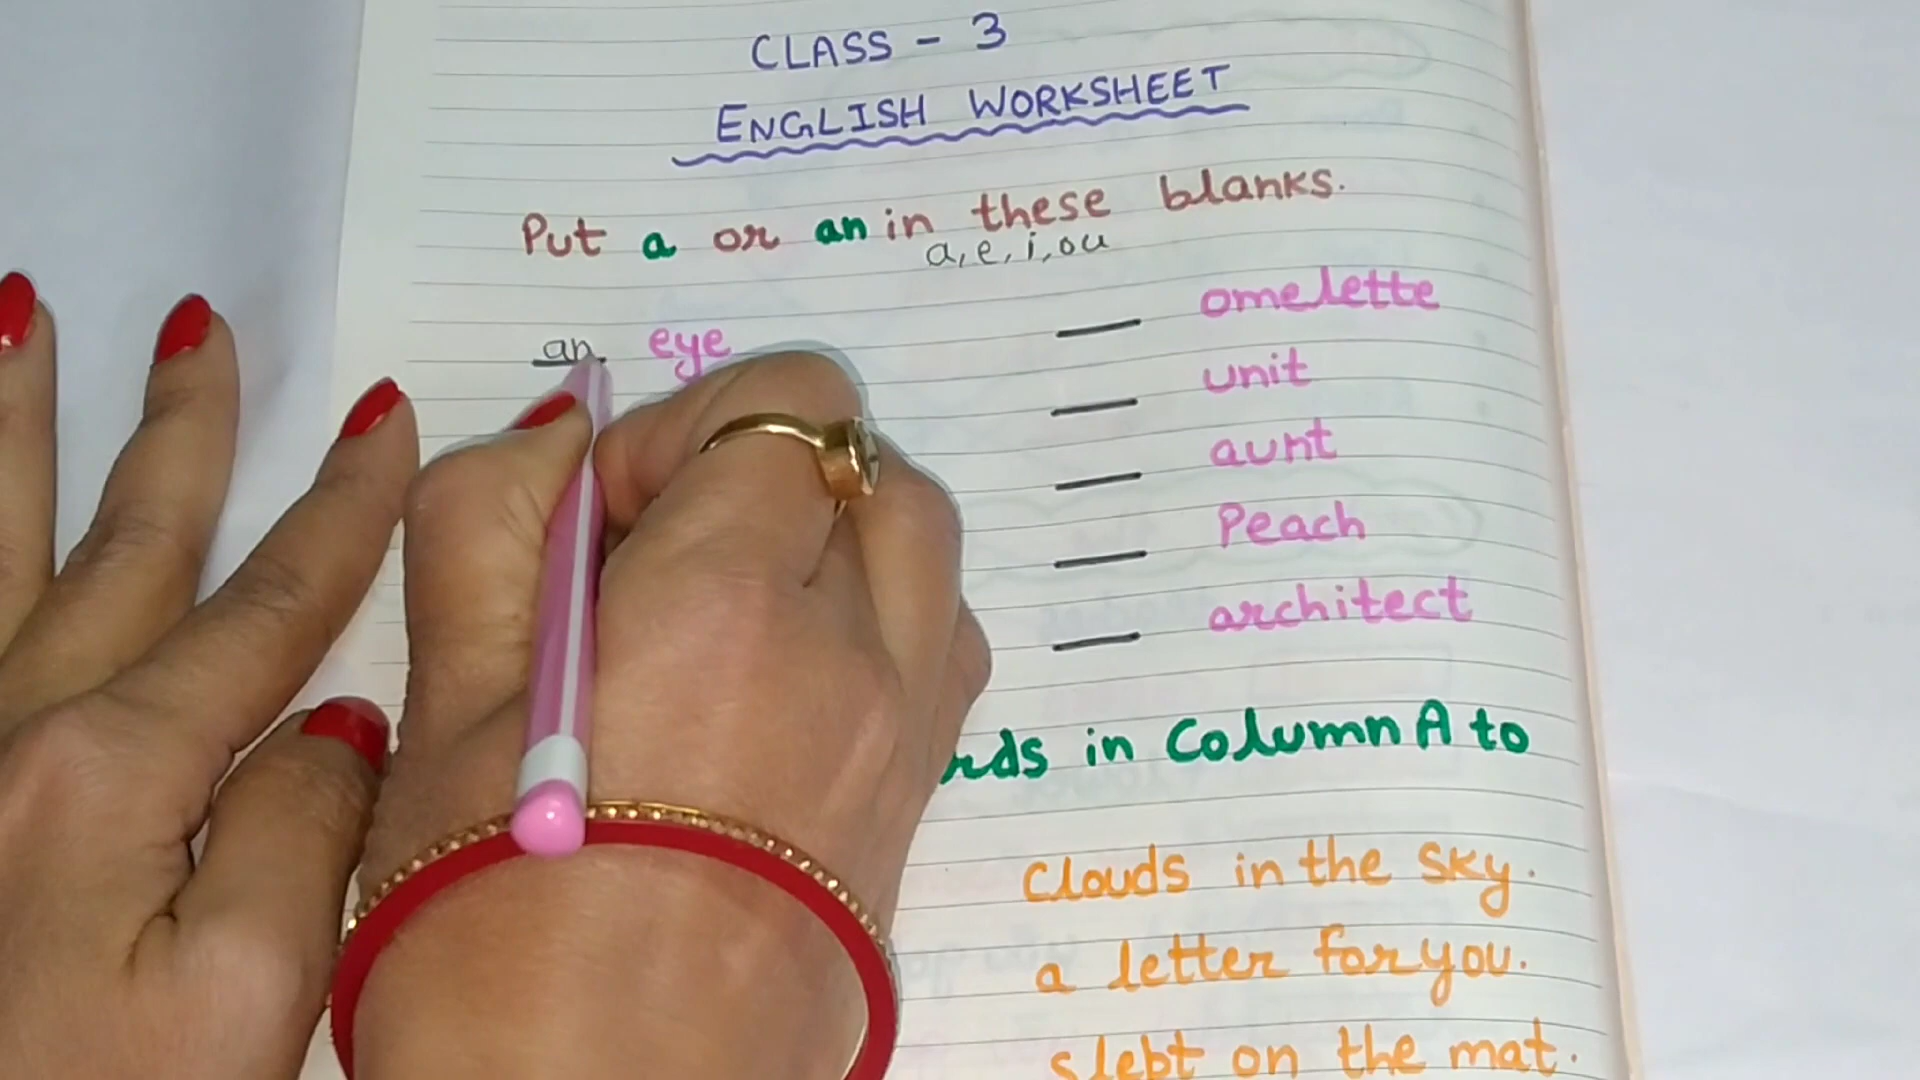 CLASS - 3
ENGLISH WORKSHEET
Put a or an in these blanks.
a, e, i, o u
an eye
omelette
unit
aunt
Peach
architect
in Column A to
Clouds in the sky.
a letter for you.
slept on the mat.